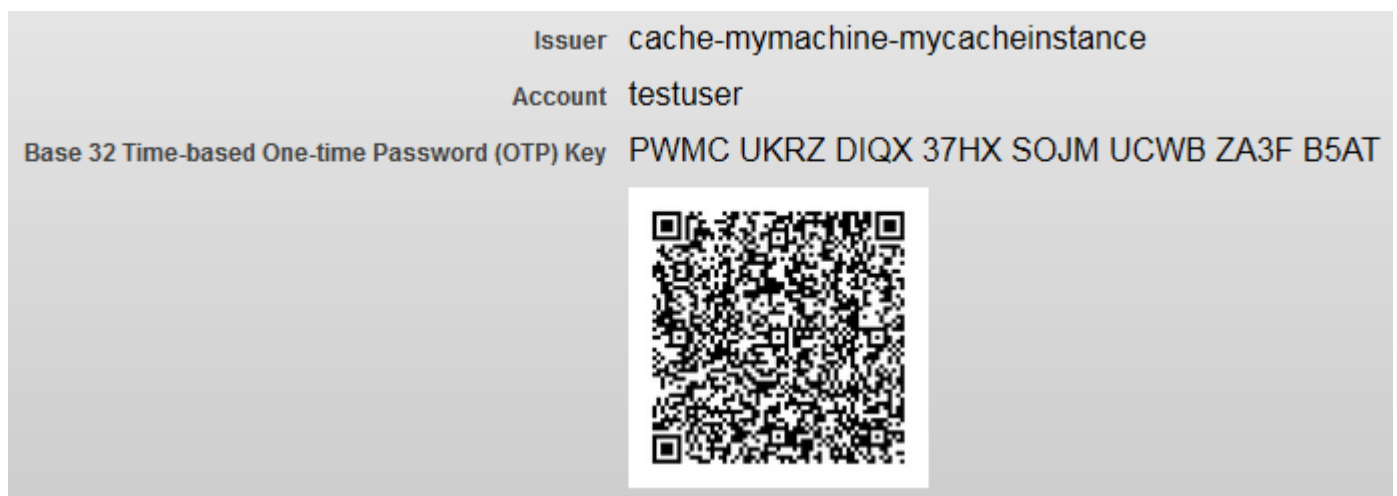 Issuer cache-mymachine-mycacheinstance
Account testuser
Base 32 Time-based One-time Password (OTP) Key PWMC UKRZ DIQX 37HX SOJM UCWB ZA3F B5AT